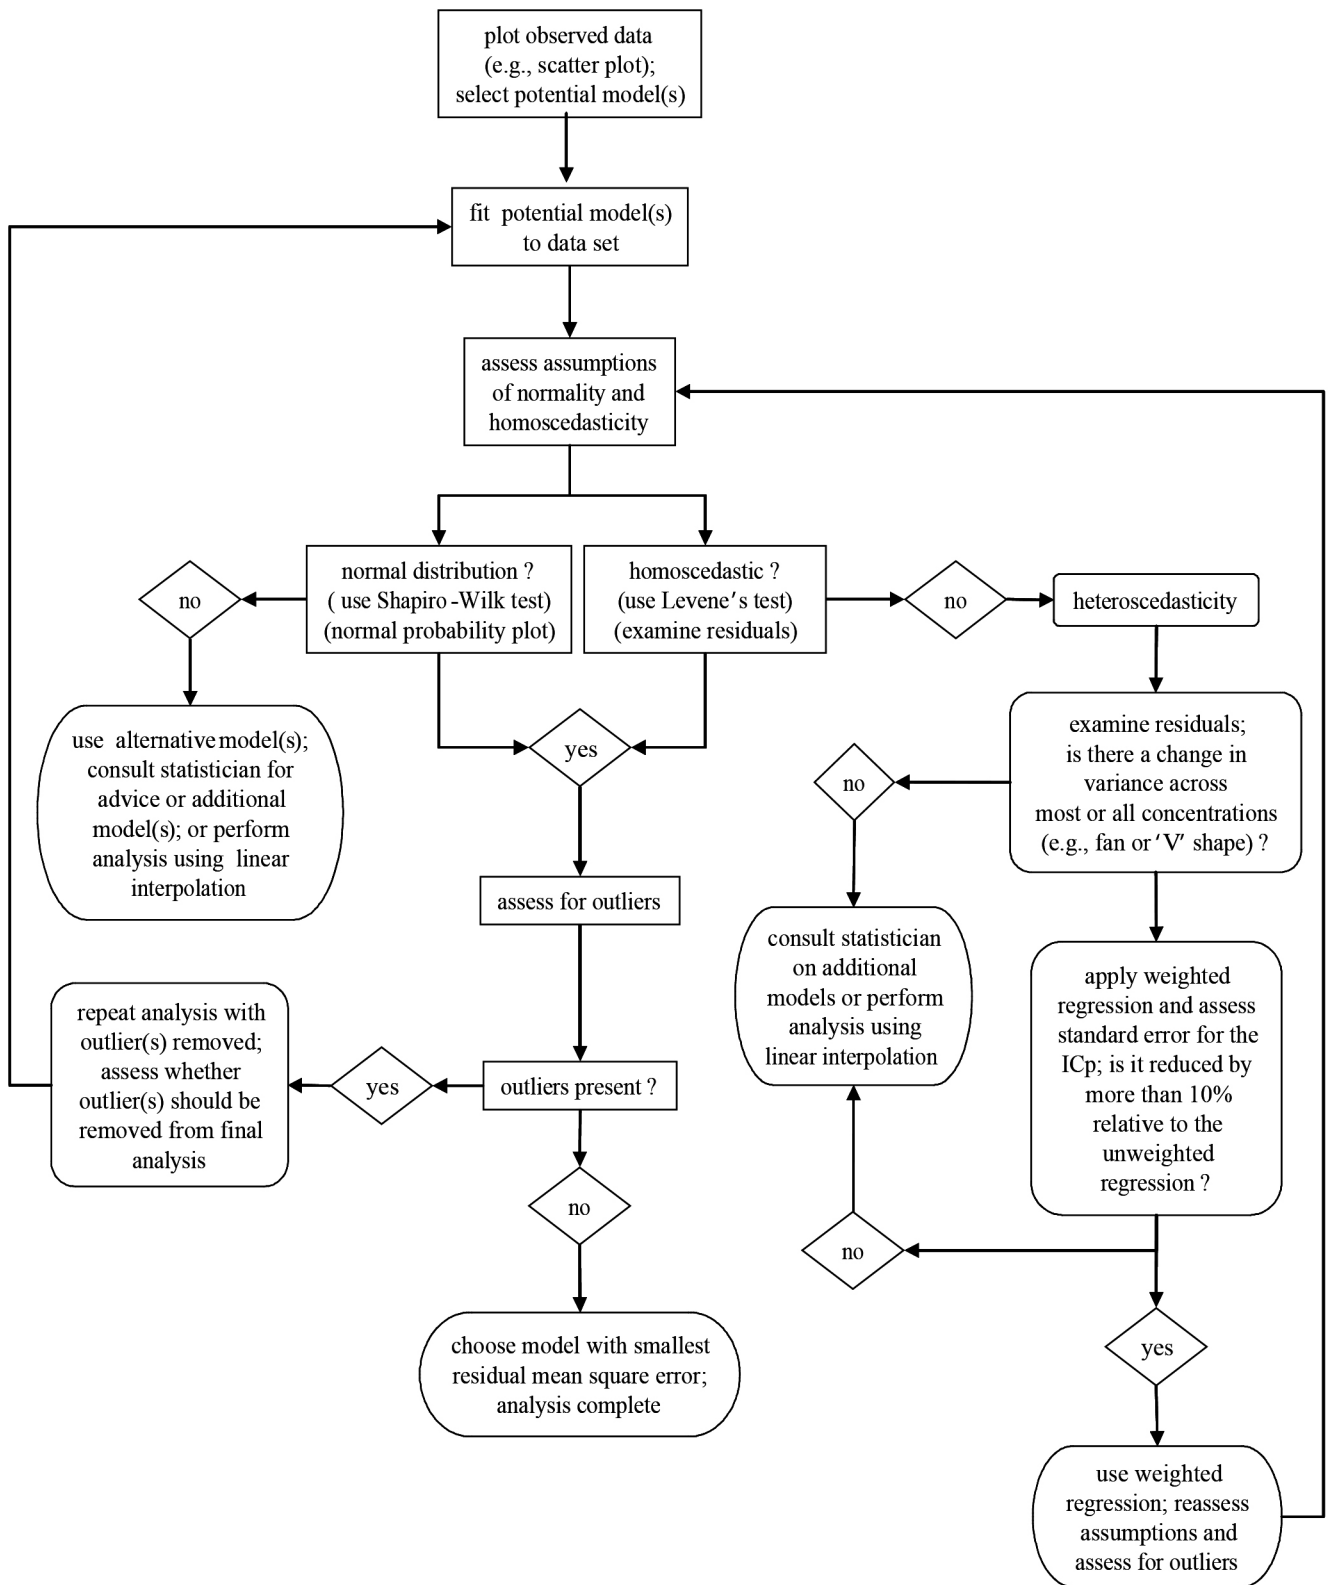 plot observed data
(e.g., scatter plot);
select potential model(s)
fit potential model(s)
to data set
assess assumptions
of normality and
homoscedasticity
no
normal distribution ?
( use Shapiro -Wilk test)
(normal probability plot)
homoscedastic ?
(use Levene's test)
(examine residuals)
no
heteroscedasticity
use alternative model(s);
consult statistician for
advice or additional
model(s); or perform
analysis using linear
interpolation
yes
no
examine residuals;
is there a change in
variance across
most or all concentrations
(e.g., fan or 'V' shape) ?
assess for outliers
consult statistician
on additional
models or perform
analysis using
linear interpolation
apply weighted
regression and assess
standard error for the
ICp; is it reduced by
more than 10%
relative to the
unweighted
regression ?
repeat analysis with
outlier(s) removed;
assess whether
outlier(s) should be
removed from final
analysis
yes
outliers present ?
no
no
yes
choose model with smallest
residual mean square error;
analysis complete
use weighted
regression; reassess
assumptions and
assess for outliers